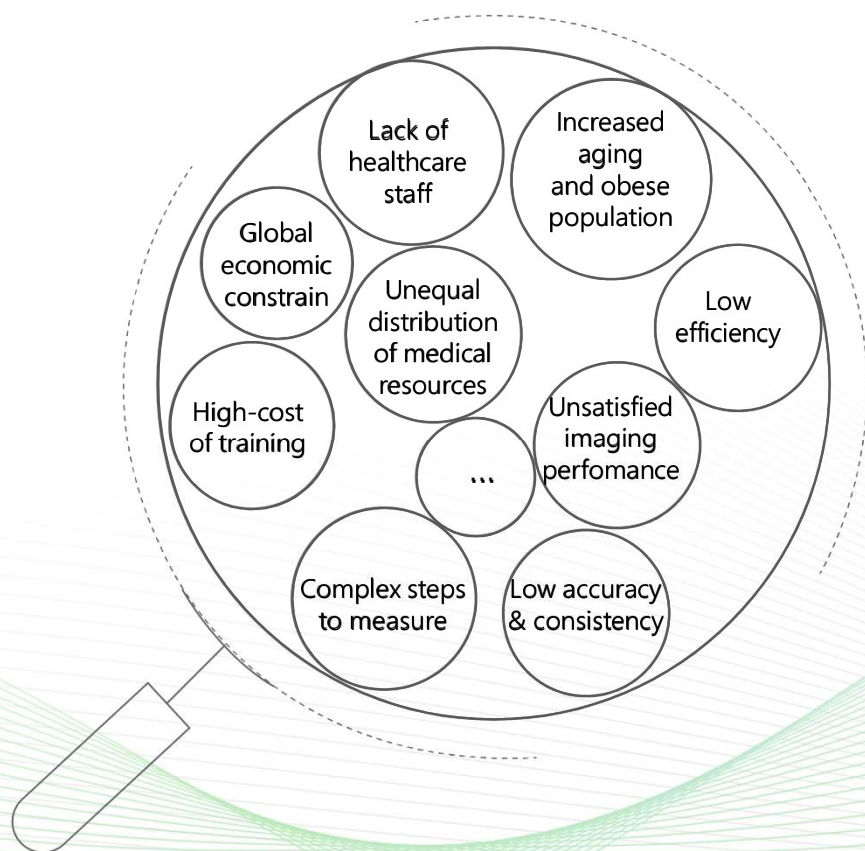 Lack of
healthcare
staff
Increased
aging
and obese
population
Global
economic
constrain
Unequal
distribution
of medical
resources
Low
efficiency
High-cost
of training
Unsatisfied
imaging
perfomance
...
Complex steps
to measure
Low accuracy
& consistency